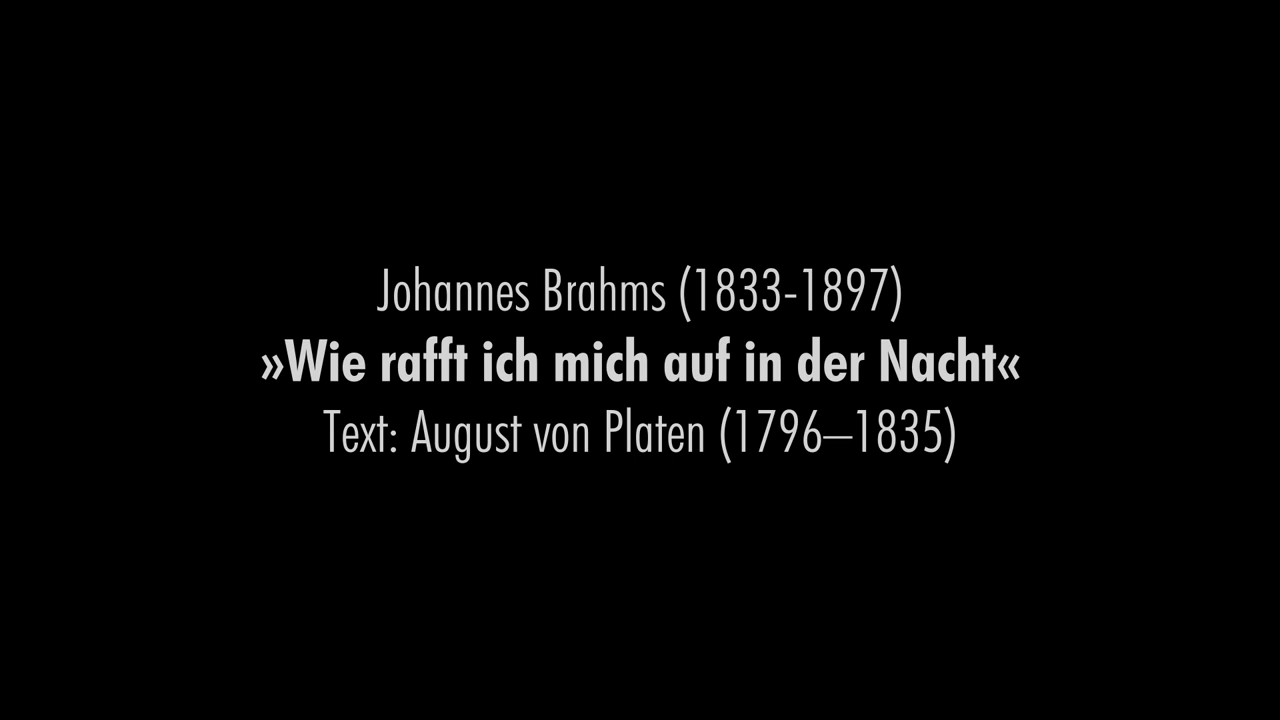 Johannes Brahms (1833-1897)
»Wie rafft ich mich auf in der Nacht«
Text: August von Platen (1796–1835)